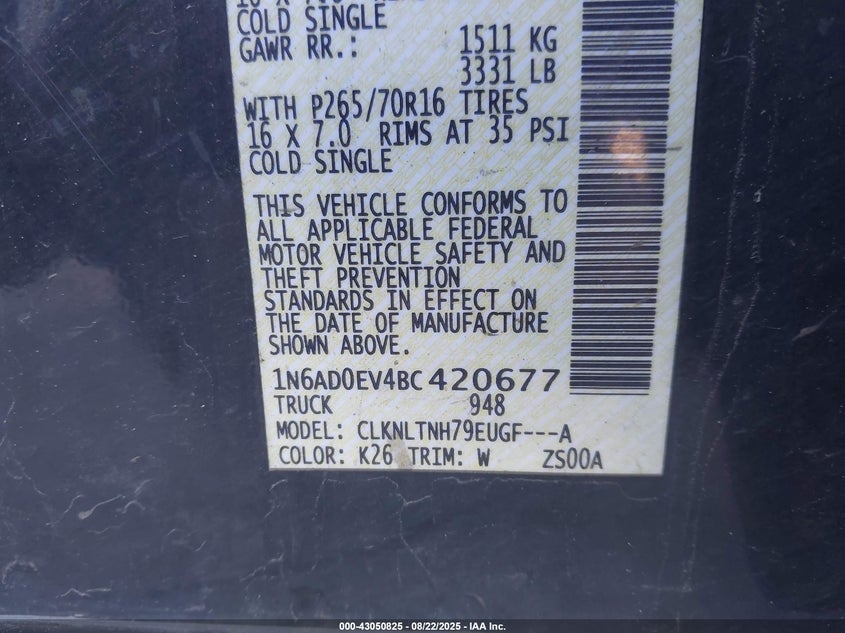 COLD SINGLE
GAWR RR.: 1511 KG
3331 LB
WITH P265/70R16 TIRES
16 X 7.0 RIMS AT 35 PSI
COLD SINGLE
THIS VEHICLE CONFORMS TO
ALL APPLICABLE FEDERAL
MOTOR VEHICLE SAFETY AND
THEFT PREVENTION
STANDARDS IN EFFECT ON
THE DATE OF MANUFACTURE
SHOWN ABOVE.
1N6AD0EV4BC420677
TRUCK 948
MODEL: CLKNLTNH79EUGF---A
COLOR: K26 TRIM: W ZS00A
000-43050825 - 08/22/2025 - IAA Inc.